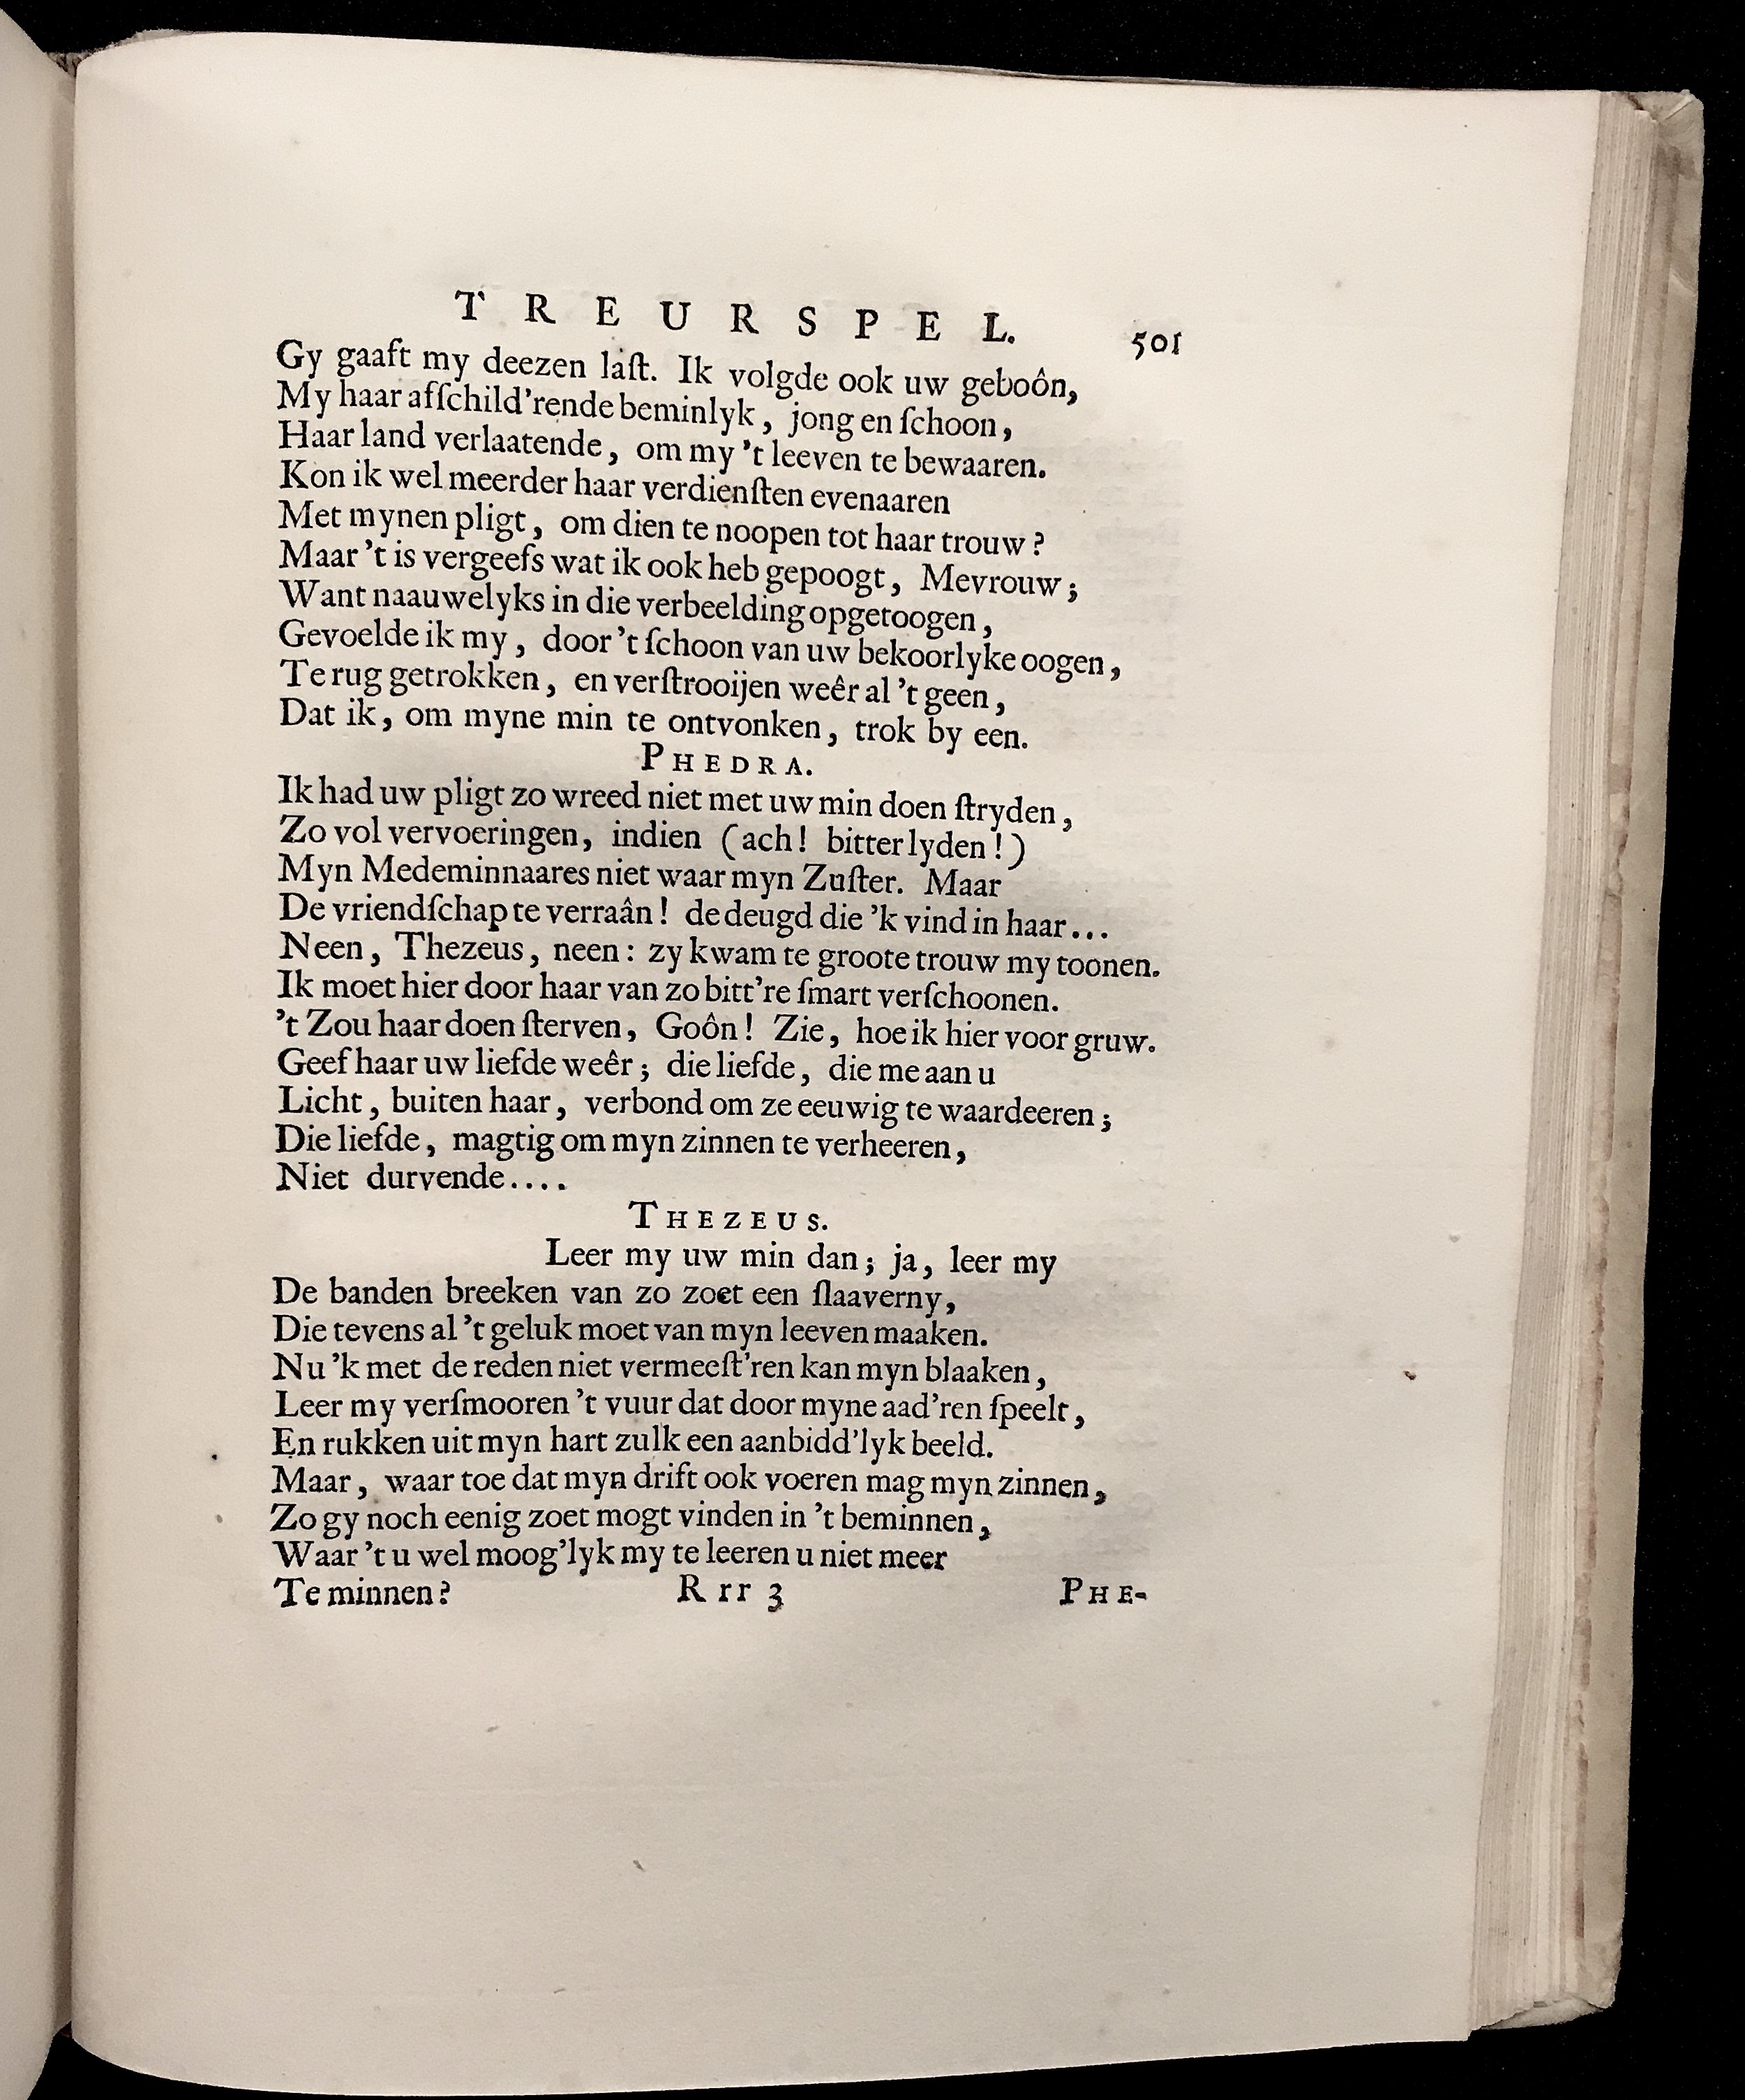 TREURSPEL. 501
Gy gaaft my deezen laſt. Ik volgde ook uw geboôn,
My haar afſchild'rende beminlyk, jong en ſchoon,
Haar land verlaatende, om my 't leeven te bewaaren.
Kon ik wel meerder haar verdienſten evenaaren
Met mynen pligt, om dien te noopen tot haar trouw?
Maar 't is vergeefs wat ik ook heb gepoogt, Mevrouw;
Want naauwelyks in die verbeelding opgetoogen,
Gevoelde ik my, door 't ſchoon van uw bekoorlyke oogen,
Te rug getrokken, en verſtrooijen weêr al 't geen,
Dat ik, om myne min te ontvonken, trok by een.
PHEDRA.
Ik had uw pligt zo wreed niet met uw min doen ſtryden,
Zo vol vervoeringen, indien (ach! bitter lyden!)
Myn Medeminnaares niet waar myn Zuſter. Maar
De vriendſchap te verraân! de deugd die 'k vind in haar...
Neen, Thezeus, neen: zy kwam te groote trouw my toonen.
Ik moet hier door haar van zo bitt're ſmart verſchoonen.
't Zou haar doen ſterven, Goôn! Zie, hoe ik hier voor gruw.
Geef haar uw liefde weêr; die liefde, die me aan u
Licht, buiten haar, verbond om ze eeuwig te waardeeren;
Die liefde, magtig om myn zinnen te verheeren,
Niet durvende....
THEZEUS.
Leer my uw min dan; ja, leer my
De banden breeken van zo zoet een ſlaaverny,
Die tevens al 't geluk moet van myn leeven maaken.
Nu 'k met de reden niet vermeeſt'ren kan myn blaaken,
Leer my verſmooren 't vuur dat door myne aad'ren ſpeelt,
En rukken uit myn hart zulk een aanbidd'lyk beeld.
Maar, waar toe dat myn drift ook voeren mag myn zinnen,
Zo gy noch eenig zoet mogt vinden in 't beminnen,
Waar 't u wel moog'lyk my te leeren u niet meer
Te minnen? Rrr 3 PHE-